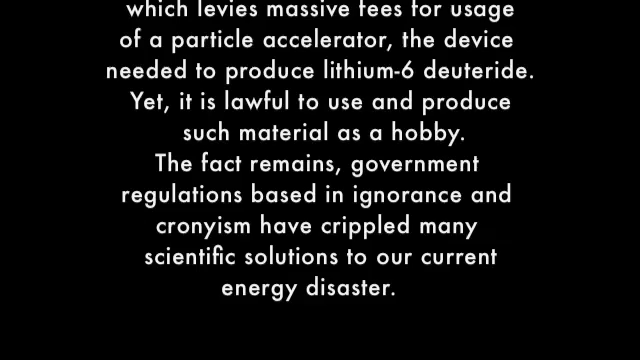 which levies massive fees for usage
of a particle accelerator, the device
needed to produce lithium-6 deuteride.
Yet, it is lawful to use and produce
such material as a hobby.
The fact remains, government
regulations based in ignorance and
cronyism have crippled many
scientific solutions to our current
energy disaster.